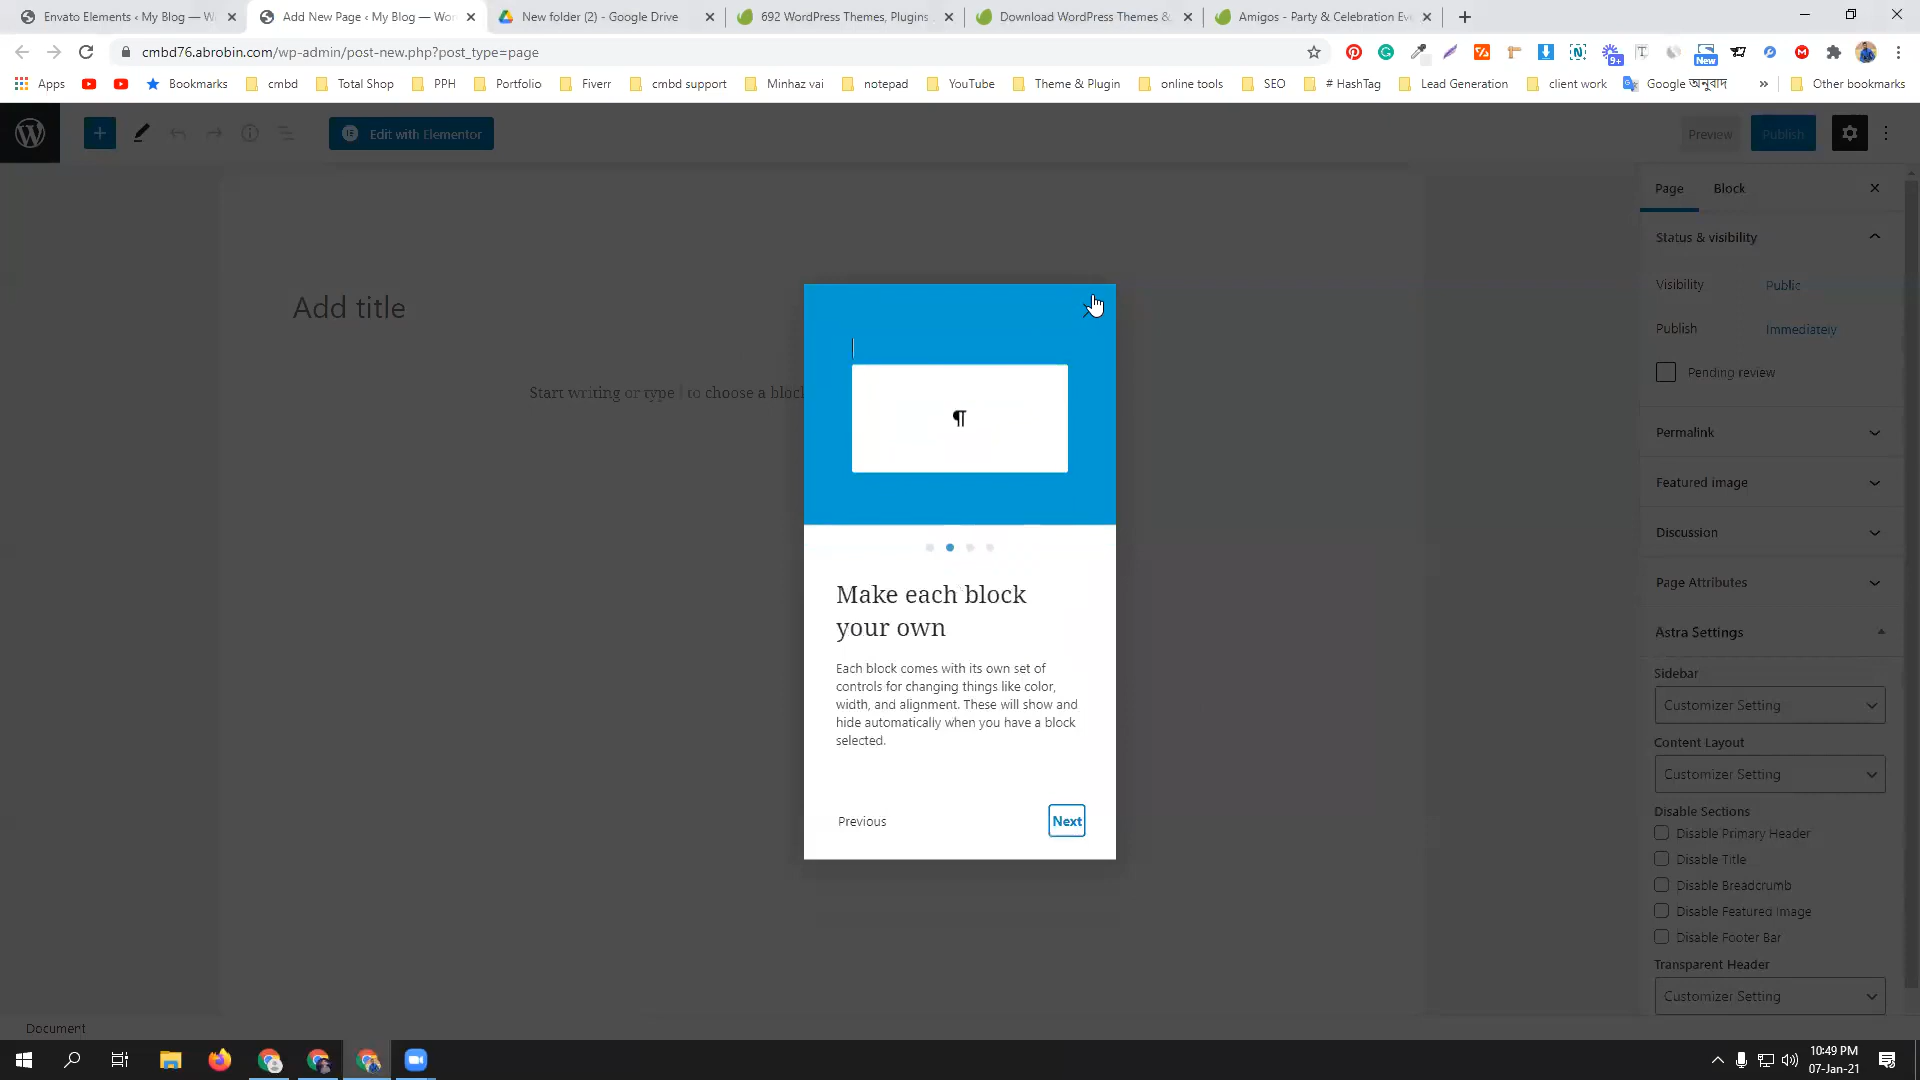 Envato Elements ‹ My Blog — W
Add New Page ‹ My Blog — Wor
New folder (2) - Google Drive
692 WordPress Themes, Plugins
Download WordPress Themes &
Amigos - Party & Celebration Eve
cmbd76.abrobin.com/wp-admin/post-new.php?post_type=page
9+
New
Apps
Bookmarks
cmbd
Total Shop
PPH
Portfolio
Fiverr
cmbd support
Minhaz vai
notepad
YouTube
Theme & Plugin
online tools
SEO
# HashTag
Lead Generation
client work
Google অনুবাদ
»
Other bookmarks
Edit with Elementor
Preview
Publish
Page
Block
Status & visibility
Add title
Visibility
Public
Publish
Immediately
Start writing or type / to choose a block
¶
Pending review
Permalink
Featured image
Discussion
Make each block
your own
Page Attributes
Astra Settings
Each block comes with its own set of
controls for changing things like color,
width, and alignment. These will show and
hide automatically when you have a block
selected.
Sidebar
Customizer Setting
Content Layout
Customizer Setting
Previous
Next
Disable Sections
Disable Primary Header
Disable Title
Disable Breadcrumb
Disable Featured Image
Disable Footer Bar
Transparent Header
Customizer Setting
Document
10:49 PM
07-Jan-21